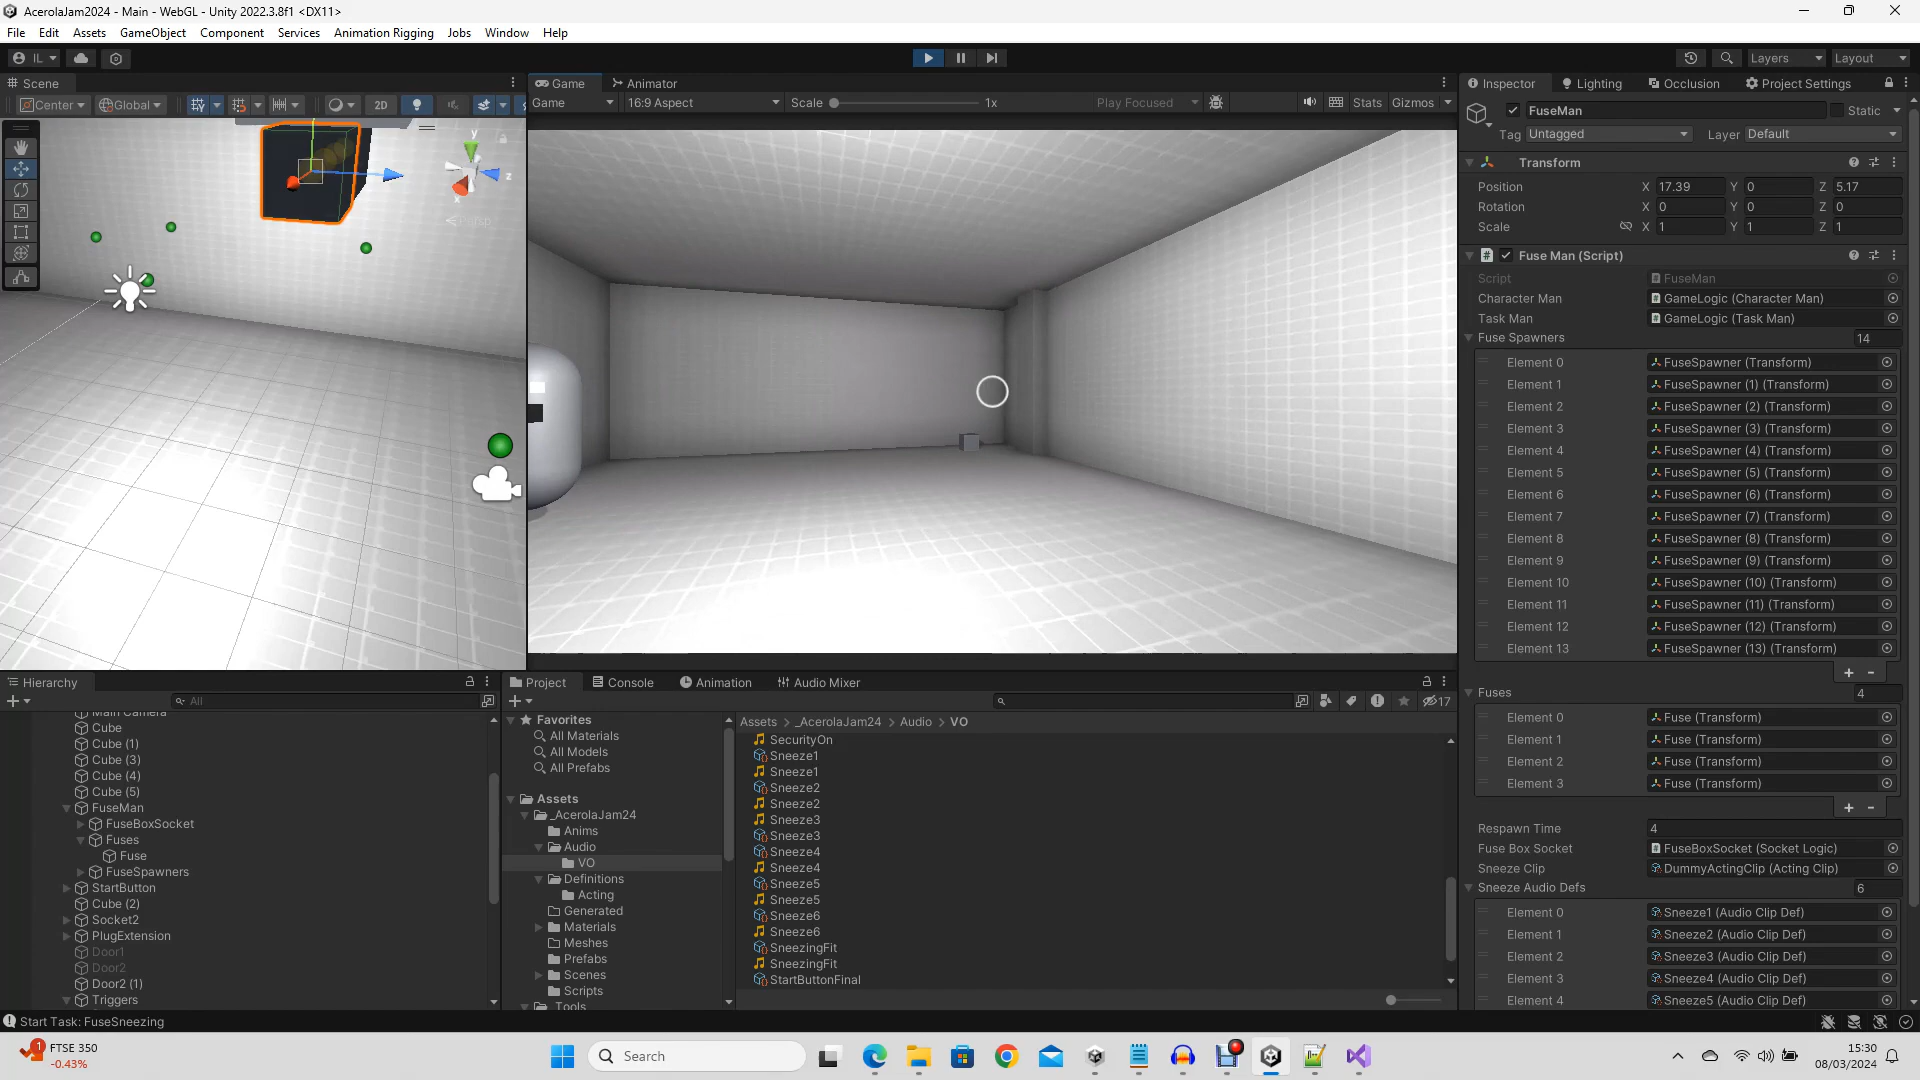 AcerolaJam2024 - Main - WebGL - Unity 2022.3.8f1 <DX11>
File Edit Assets GameObject Component Services Animation Rigging Jobs Window Help
IL Layers Layout
Scene
Center Global 2D
y
z
x
Persp
Game Animator
Game 16:9 Aspect Scale 1x Play Focused Stats Gizmos
Inspector Lighting Occlusion Project Settings
FuseMan Static
Tag Untagged Layer Default
Transform
Position X 17.39 Y 0 Z 5.17
Rotation X 0 Y 0 Z 0
Scale X 1 Y 1 Z 1
Fuse Man (Script)
Script FuseMan
Character Man GameLogic (Character Man)
Task Man GameLogic (Task Man)
Fuse Spawners 14
Element 0 FuseSpawner (Transform)
Element 1 FuseSpawner (1) (Transform)
Element 2 FuseSpawner (2) (Transform)
Element 3 FuseSpawner (3) (Transform)
Element 4 FuseSpawner (4) (Transform)
Element 5 FuseSpawner (5) (Transform)
Element 6 FuseSpawner (6) (Transform)
Element 7 FuseSpawner (7) (Transform)
Element 8 FuseSpawner (8) (Transform)
Element 9 FuseSpawner (9) (Transform)
Element 10 FuseSpawner (10) (Transform)
Element 11 FuseSpawner (11) (Transform)
Element 12 FuseSpawner (12) (Transform)
Element 13 FuseSpawner (13) (Transform)
Fuses 4
Element 0 Fuse (Transform)
Element 1 Fuse (Transform)
Element 2 Fuse (Transform)
Element 3 Fuse (Transform)
Respawn Time 4
Fuse Box Socket FuseBoxSocket (Socket Logic)
Sneeze Clip DummyActingClip (Acting Clip)
Sneeze Audio Defs 6
Element 0 Sneeze1 (Audio Clip Def)
Element 1 Sneeze2 (Audio Clip Def)
Element 2 Sneeze3 (Audio Clip Def)
Element 3 Sneeze4 (Audio Clip Def)
Element 4 Sneeze5 (Audio Clip Def)
Hierarchy
All
Main Camera
Cube
Cube (1)
Cube (3)
Cube (4)
Cube (5)
FuseMan
FuseBoxSocket
Fuses
Fuse
FuseSpawners
StartButton
Cube (2)
Socket2
PlugExtension
Door1
Door2
Door2 (1)
Triggers
Project Console Animation Audio Mixer
17
Favorites
All Materials
All Models
All Prefabs
Assets
_AcerolaJam24
Anims
Audio
VO
Definitions
Acting
Generated
Materials
Meshes
Prefabs
Scenes
Scripts
_Tools
Assets > _AcerolaJam24 > Audio > VO
SecurityOn
Sneeze1
Sneeze1
Sneeze2
Sneeze2
Sneeze3
Sneeze3
Sneeze4
Sneeze4
Sneeze5
Sneeze5
Sneeze6
Sneeze6
SneezingFit
SneezingFit
StartButtonFinal
Start Task: FuseSneezing
1
FTSE 350
-0.43%
Search
15:30
08/03/2024